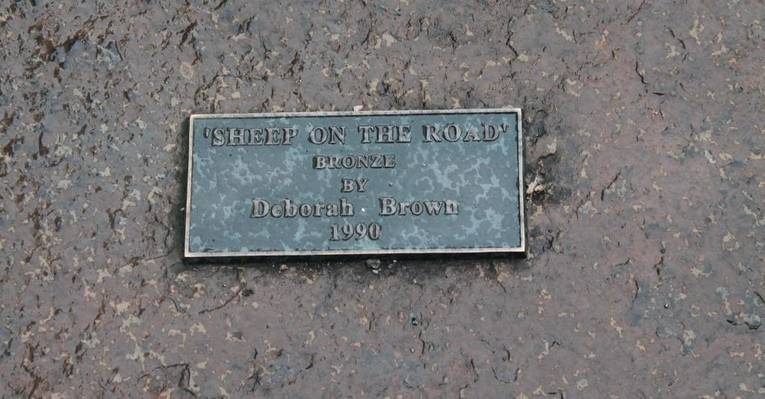 'SHEEP ON THE ROAD'
BRONZE
BY
Deborah Brown
1990